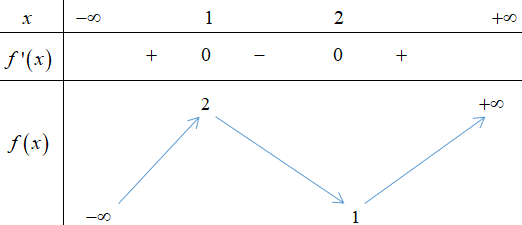 x −∞ 1 2 +∞
f'(x) + 0 − 0 +
2 +∞
f(x)
−∞ 1